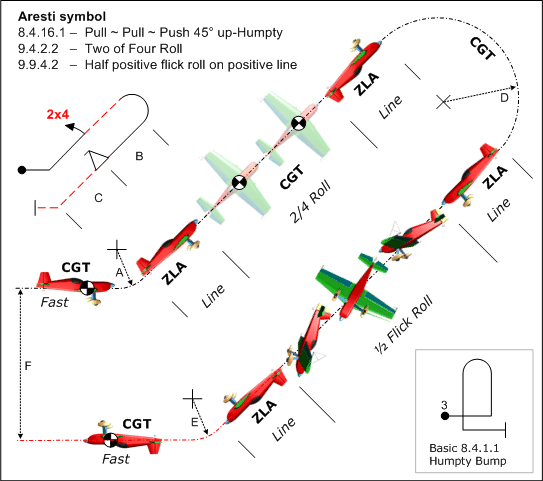 Aresti symbol
8.4.16.1 – Pull ~ Pull ~ Push 45° up-Humpty
9.4.2.2 – Two of Four Roll
9.9.4.2 – Half positive flick roll on positive line
2x4
B
C
CGT
ZLA
Line
D
CGT
2/4 Roll
ZLA
Line
CGT
Fast
A
ZLA
Line
½ Flick Roll
F
E
ZLA
Line
CGT
Fast
3
Basic 8.4.1.1
Humpty Bump